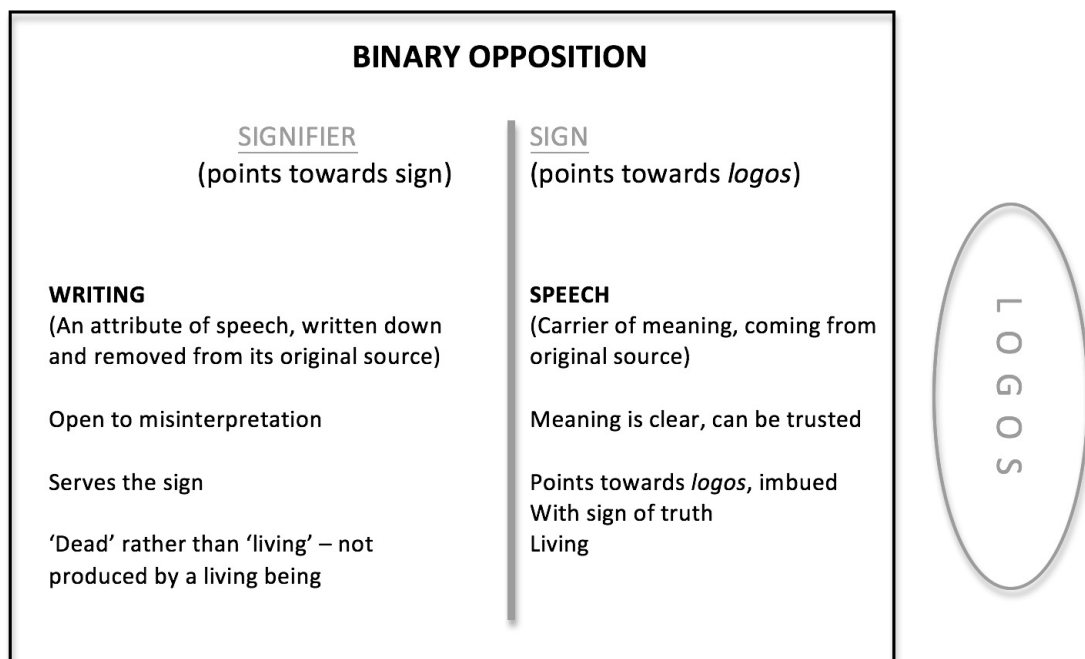 BINARY OPPOSITION
SIGNIFIER
(points towards sign)
WRITING
(An attribute of speech, written down
and removed from its original source)
Open to misinterpretation
Serves the sign
‘Dead’ rather than ‘living’ – not
produced by a living being
SIGN
(points towards logos)
SPEECH
(Carrier of meaning, coming from
original source)
Meaning is clear, can be trusted
Points towards logos, imbued
With sign of truth
Living
LOGOS